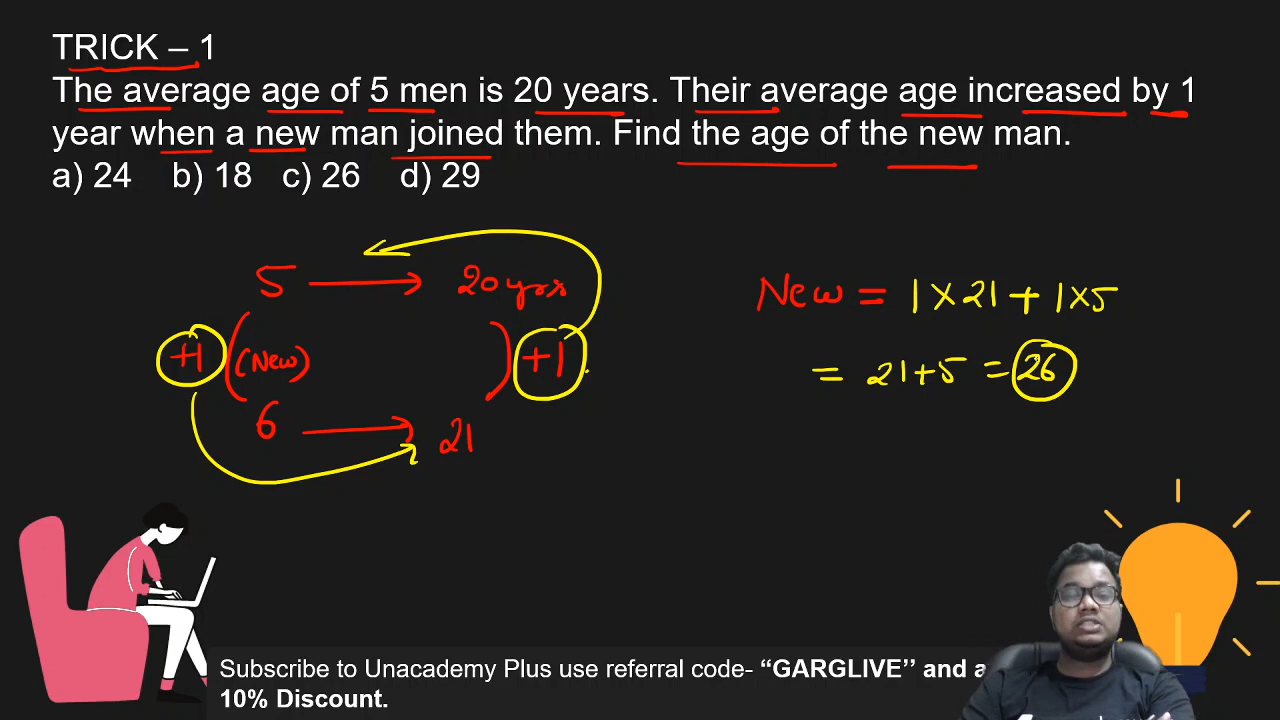 TRICK – 1
The average age of 5 men is 20 years. Their average age increased by 1
year when a new man joined them. Find the age of the new man.
a) 24 b) 18 c) 26 d) 29
5 → 20 yrs
+1 ( (New) ) +1
6 → 21
New = 1 × 21 + 1 × 5
= 21 + 5 = 26
Subscribe to Unacademy Plus use referral code- “GARGLIVE’’ and a
10% Discount.